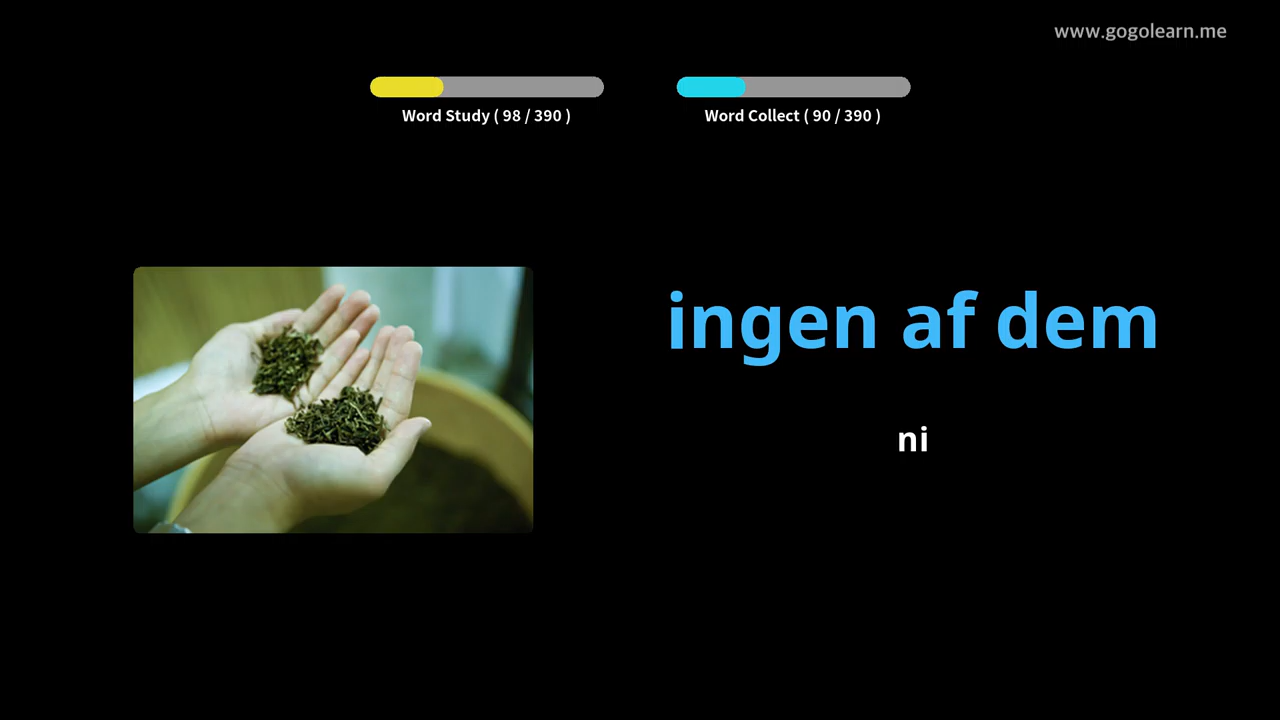 www.gogolearn.me
Word Study ( 98 / 390 )
Word Collect ( 90 / 390 )
ingen af dem
ni